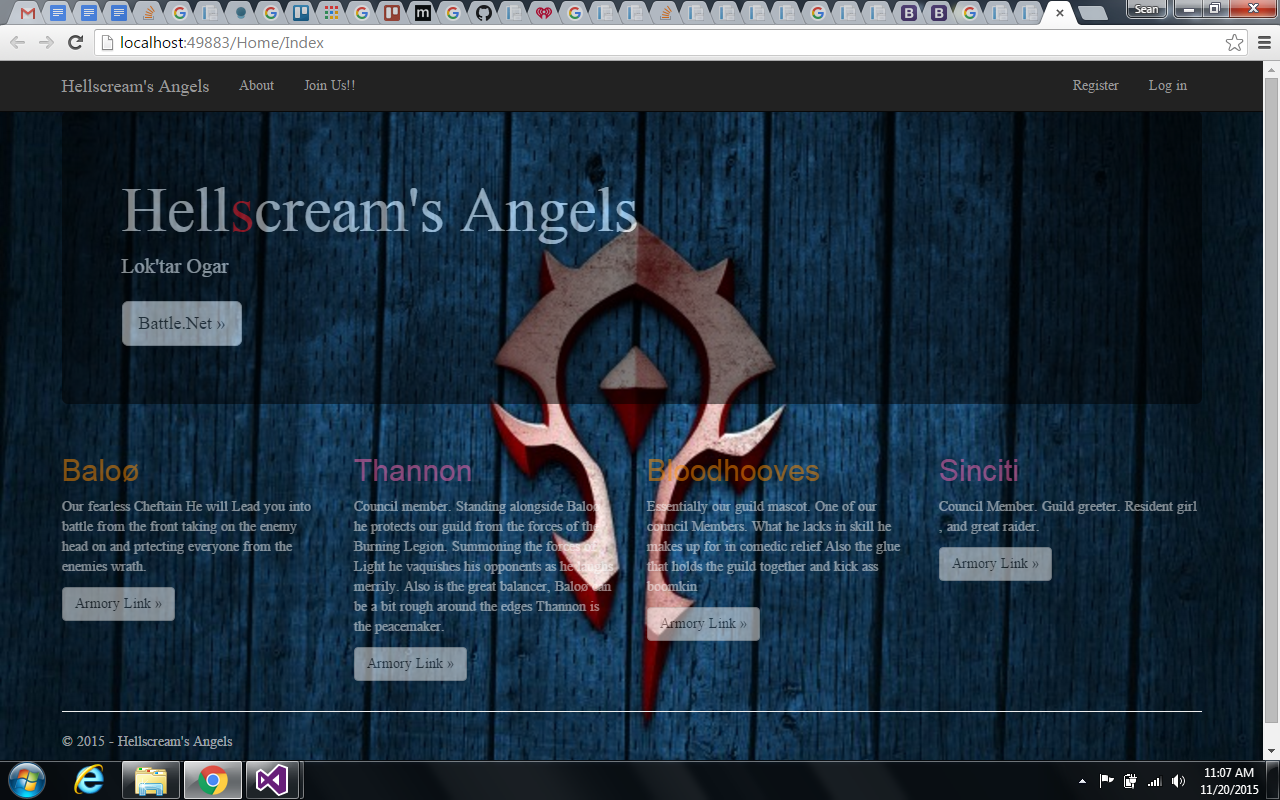 Sean
localhost:49883/Home/Index
Hellscream's Angels About Join Us!! Register Log in
Hellscream's Angels
Lok'tar Ogar
Battle.Net »
Baloø
Our fearless Cheftain He will Lead you into
battle from the front taking on the enemy
head on and prtecting everyone from the
enemies wrath.
Armory Link »
Thannon
Council member. Standing alongside Baloø
he protects our guild from the forces of the
Burning Legion. Summoning the forces of
Light he vaquishes his opponents as he
merrily. Also is the great balancer, Baloø can
be a bit rough around the edges Thannon is
the peacemaker.
Armory Link »
Bloodhooves
Essentially our guild mascot. One of our
council Members. What he lacks in skill he
makes up for in comedic relief Also the glue
that holds the guild together and kick ass
boomkin
Armory Link »
Sinciti
Council Member. Guild greeter. Resident girl
, and great raider.
Armory Link »
© 2015 - Hellscream's Angels
11:07 AM
11/20/2015